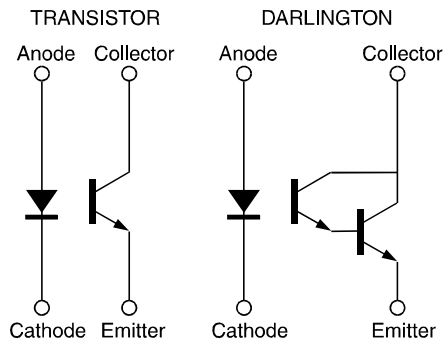 TRANSISTOR DARLINGTON
Anode Collector Anode Collector
Cathode Emitter Cathode Emitter